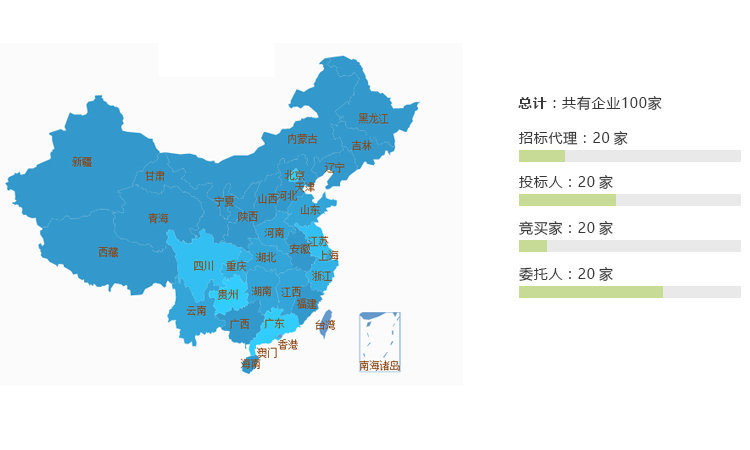 黑龙江
内蒙古
吉林
新疆
辽宁
甘肃
北京
天津
宁夏
山西
河北
山东
青海
陕西
河南
江苏
西藏
安徽
上海
四川
重庆
湖北
浙江
贵州
湖南
江西
福建
云南
广西
广东
台湾
香港
澳门
海南
南海诸岛
总计：共有企业100家
招标代理：20 家
投标人：20 家
竞买家：20 家
委托人：20 家